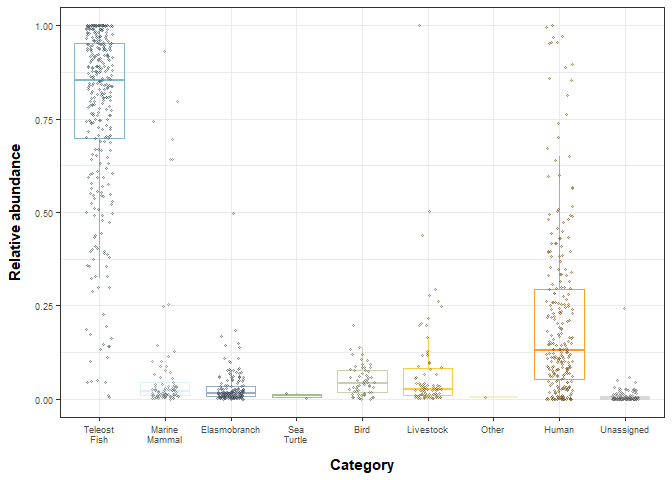 1.00
0.75
0.50
0.25
0.00
Relative abundance
Teleost
Fish
Marine
Mammal
Elasmobranch
Sea
Turtle
Bird
Livestock
Other
Human
Unassigned
Category